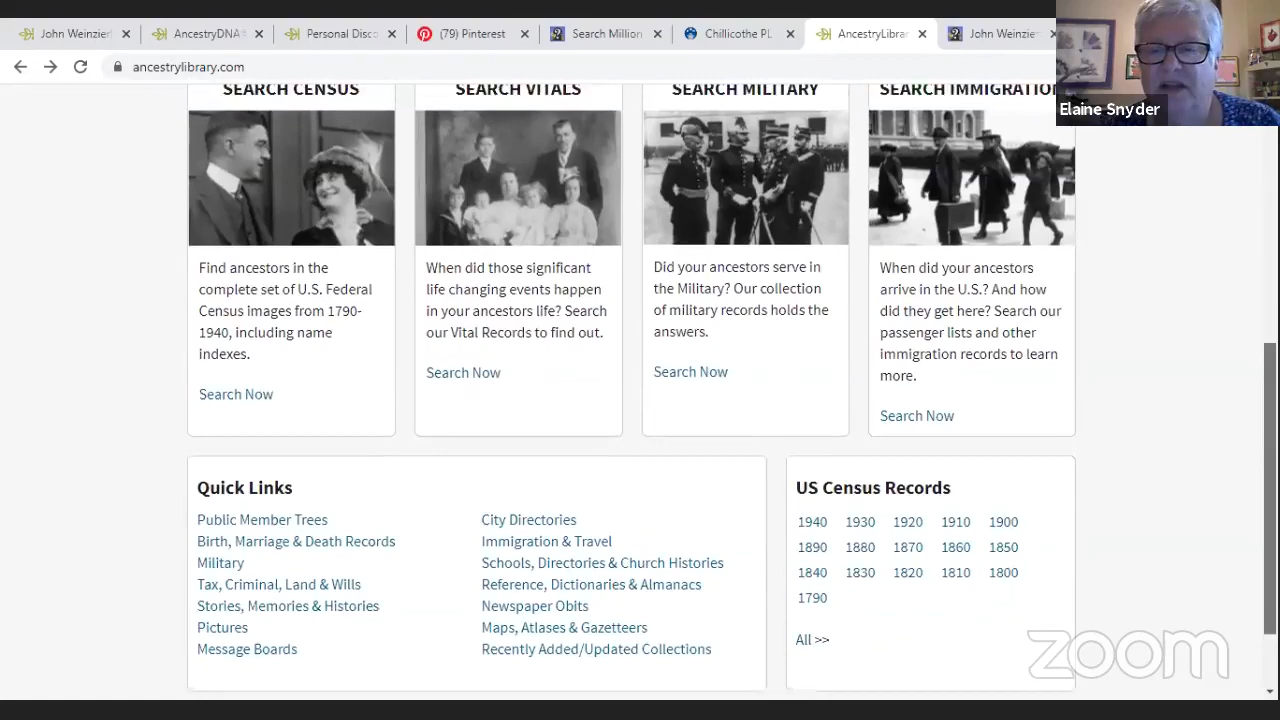 John Weinzier
AncestryDNA
Personal Disco
(79) Pinterest
Search Million
Chillicothe PL
AncestryLibrar
John Weinzie
ancestrylibrary.com
Elaine Snyder
SEARCH CENSUS
SEARCH VITALS
SEARCH MILITARY
SEARCH IMMIGRATION
Find ancestors in the
complete set of U.S. Federal
Census images from 1790-
1940, including name
indexes.
Search Now
When did those significant
life changing events happen
in your ancestors life? Search
our Vital Records to find out.
Search Now
Did your ancestors serve in
the Military? Our collection
of military records holds the
answers.
Search Now
When did your ancestors
arrive in the U.S.? And how
did they get here? Search our
passenger lists and other
immigration records to learn
more.
Search Now
Quick Links
Public Member Trees
Birth, Marriage & Death Records
Military
Tax, Criminal, Land & Wills
Stories, Memories & Histories
Pictures
Message Boards
City Directories
Immigration & Travel
Schools, Directories & Church Histories
Reference, Dictionaries & Almanacs
Newspaper Obits
Maps, Atlases & Gazetteers
Recently Added/Updated Collections
US Census Records
1940 1930 1920 1910 1900
1890 1880 1870 1860 1850
1840 1830 1820 1810 1800
1790
All >>
zoom